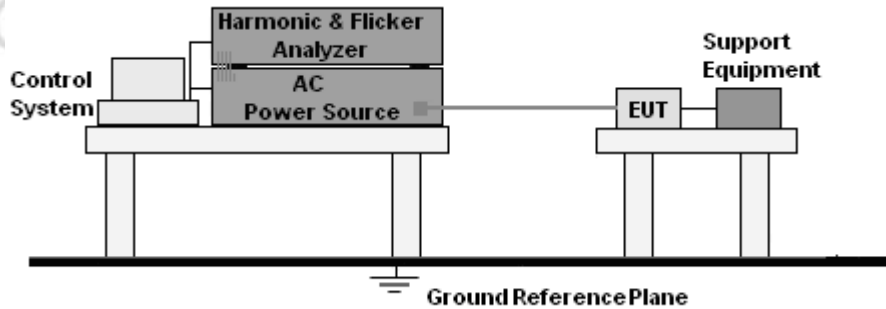 Harmonic & Flicker
Analyzer
Control
System
AC
Power Source
EUT
Support
Equipment
Ground Reference Plane